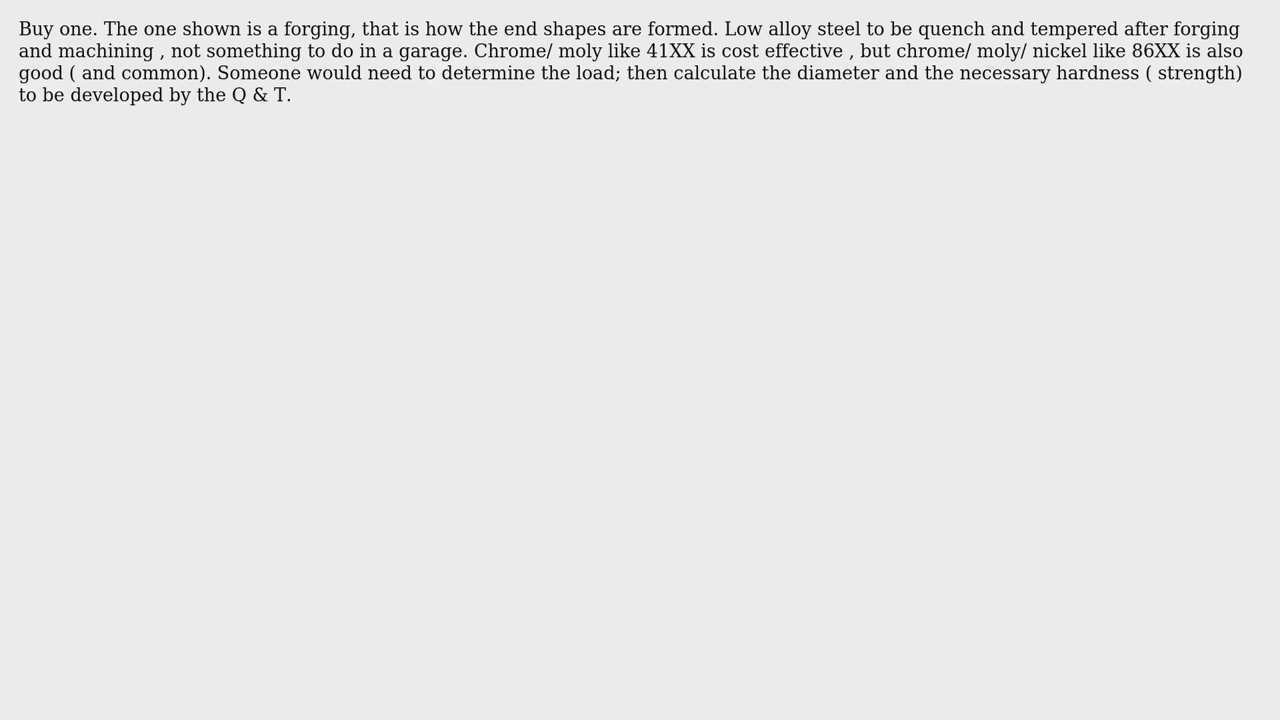 Buy one. The one shown is a forging, that is how the end shapes are formed. Low alloy steel to be quench and tempered after forging
and machining , not something to do in a garage. Chrome/ moly like 41XX is cost effective , but chrome/ moly/ nickel like 86XX is also
good ( and common). Someone would need to determine the load; then calculate the diameter and the necessary hardness ( strength)
to be developed by the Q & T.